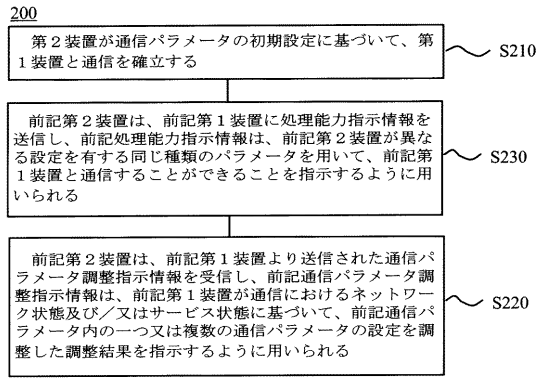 200
第２装置が通信パラメータの初期設定に基づいて、第
１装置と通信を確立する
S210
前記第２装置は、前記第１装置に処理能力指示情報を
送信し、前記処理能力指示情報は、前記第２装置が異な
る設定を有する同じ種類のパラメータを用いて、前記第
１装置と通信することができることを指示するように用
いられる
S230
前記第２装置は、前記第１装置より送信された通信パ
ラメータ調整指示情報を受信し、前記通信パラメータ調
整指示情報は、前記第１装置が通信におけるネットワー
ク状態及び／又はサービス状態に基づいて、前記通信パ
ラメータ内の一つ又は複数の通信パラメータの設定を調
整した調整結果を指示するように用いられる
S220